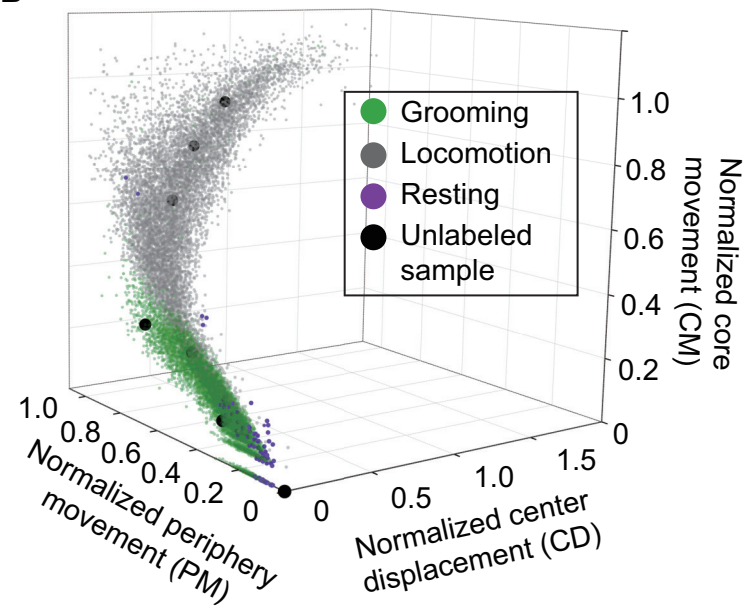 Grooming
Locomotion
Resting
Unlabeled
sample
1.0
0.8
0.6
0.4
0.2
0
Normalized core
movement (CM)
1.0
0.8
0.6
0.4
0.2
0
Normalized periphery
movement (PM)
0
0.5
1.0
1.5
Normalized center
displacement (CD)